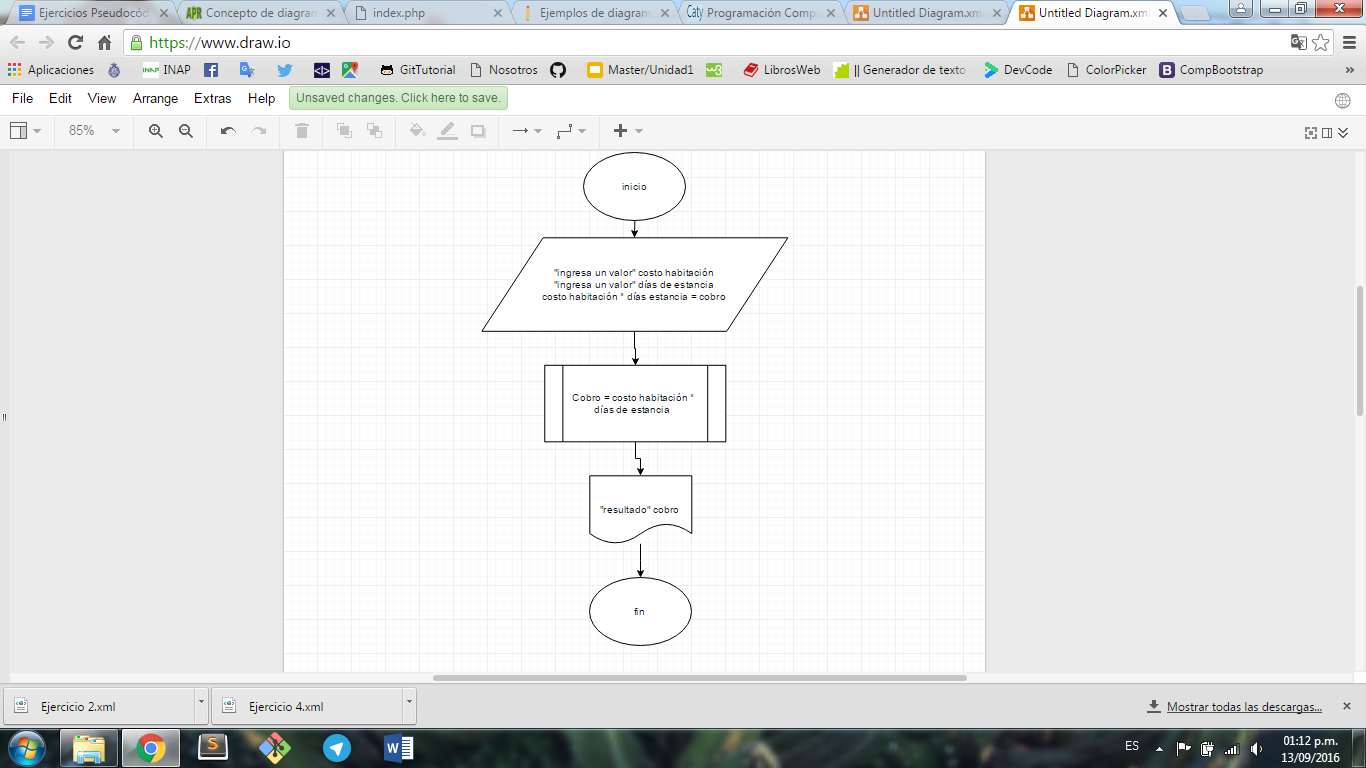 Ejercicios Pseudocód
Concepto de diagram
index.php
Ejemplos de diagram
Caty
Programación Compe
Untitled Diagram.xm
Untitled Diagram.xm
https://www.draw.io
Aplicaciones
INAP
INAP
GitTutorial
Nosotros
Master/Unidad1
LibrosWeb
|| Generador de texto
DevCode
ColorPicker
B CompBootstrap
»
File Edit View Arrange Extras Help Unsaved changes. Click here to save.
85%
inicio
"ingresa un valor" costo habitación
"ingresa un valor" días de estancia
costo habitación * días estancia = cobro
Cobro = costo habitación *
días de estancia
"resultado" cobro
fin
Ejercicio 2.xml
Ejercicio 4.xml
Mostrar todas las descargas...
ES
01:12 p.m.
13/09/2016